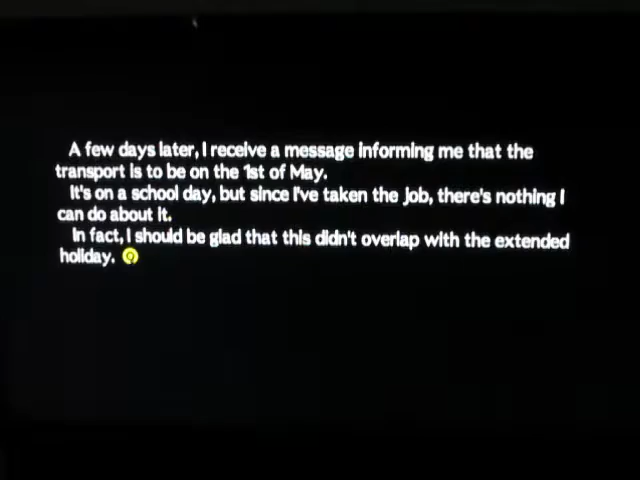 A few days later, I receive a message informing me that the
transport is to be on the 1st of May.
It's on a school day, but since I've taken the job, there's nothing I
can do about it.
In fact, I should be glad that this didn't overlap with the extended
holiday.